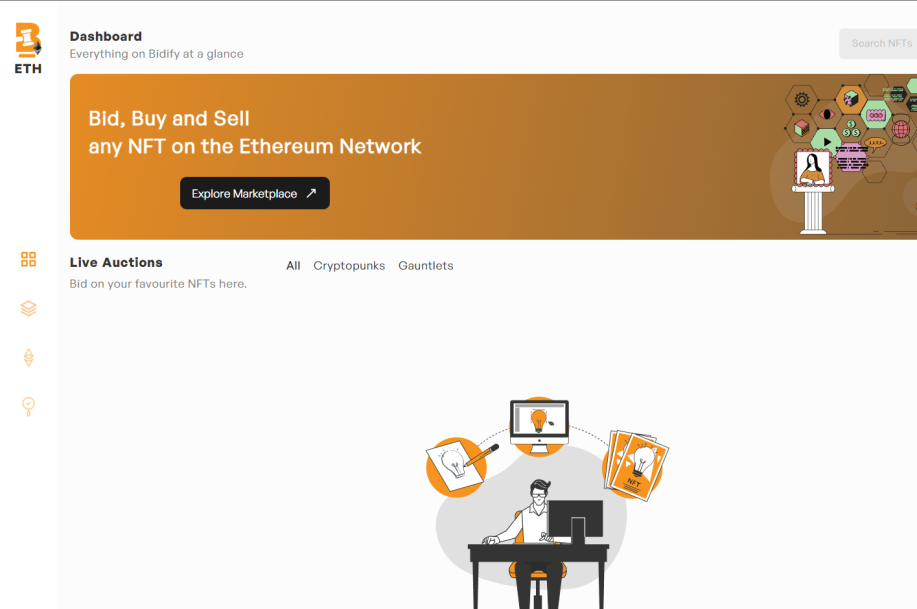 ETH
Dashboard
Everything on Bidify at a glance
Search NFTs
Bid, Buy and Sell
any NFT on the Ethereum Network
Explore Marketplace
Live Auctions
All Cryptopunks Gauntlets
Bid on your favourite NFTs here.
NFT